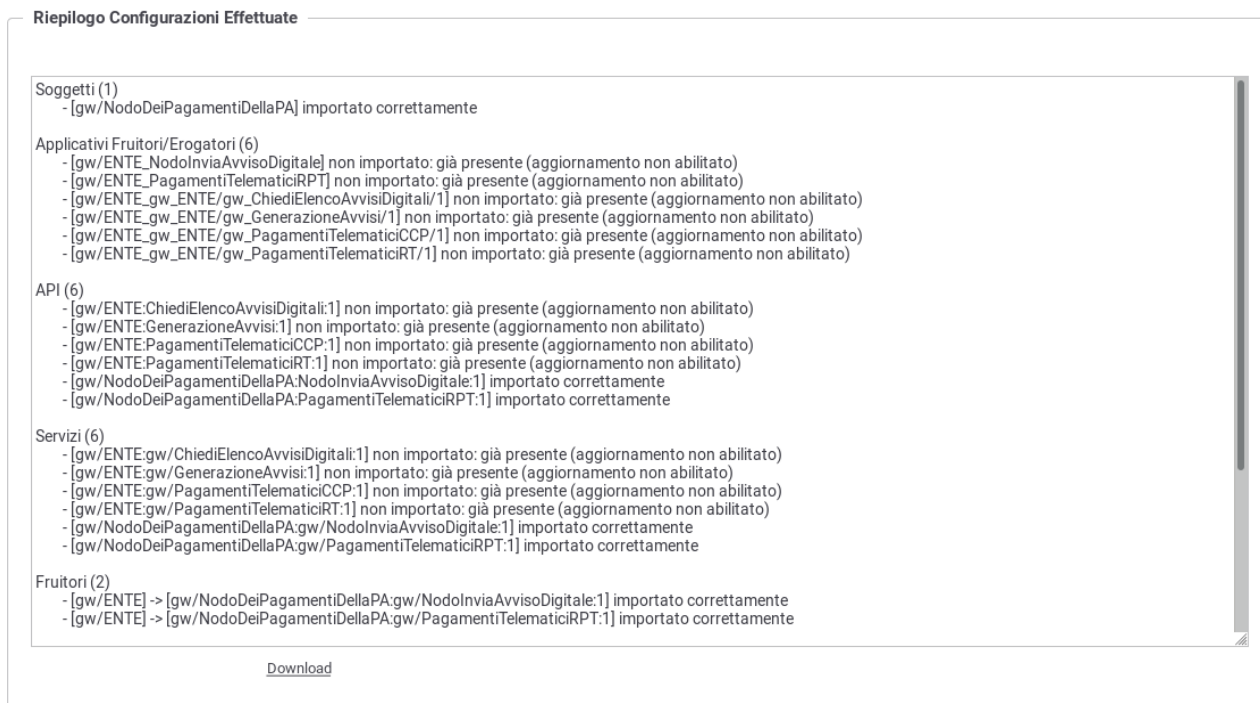 Riepilogo Configurazioni Effettuate
Soggetti (1)
- [gw/NodoDeiPagamentiDellaPA] importato correttamente
Applicativi Fruitori/Erogatori (6)
- [gw/ENTE_NodoInviaAvvisoDigitale] non importato: già presente (aggiornamento non abilitato)
- [gw/ENTE_PagamentiTelematiciRPT] non importato: già presente (aggiornamento non abilitato)
- [gw/ENTE_gw_ENTE/gw_ChiediElencoAvvisiDigitali/1] non importato: già presente (aggiornamento non abilitato)
- [gw/ENTE_gw_ENTE/gw_GenerazioneAvvisi/1] non importato: già presente (aggiornamento non abilitato)
- [gw/ENTE_gw_ENTE/gw_PagamentiTelematiciCCP/1] non importato: già presente (aggiornamento non abilitato)
- [gw/ENTE_gw_ENTE/gw_PagamentiTelematiciRT/1] non importato: già presente (aggiornamento non abilitato)
API (6)
- [gw/ENTE:ChiediElencoAvvisiDigitali:1] non importato: già presente (aggiornamento non abilitato)
- [gw/ENTE:GenerazioneAvvisi:1] non importato: già presente (aggiornamento non abilitato)
- [gw/ENTE:PagamentiTelematiciCCP:1] non importato: già presente (aggiornamento non abilitato)
- [gw/ENTE:PagamentiTelematiciRT:1] non importato: già presente (aggiornamento non abilitato)
- [gw/NodoDeiPagamentiDellaPA:NodoInviaAvvisoDigitale:1] importato correttamente
- [gw/NodoDeiPagamentiDellaPA:PagamentiTelematiciRPT:1] importato correttamente
Servizi (6)
- [gw/ENTE:gw/ChiediElencoAvvisiDigitali:1] non importato: già presente (aggiornamento non abilitato)
- [gw/ENTE:gw/GenerazioneAvvisi:1] non importato: già presente (aggiornamento non abilitato)
- [gw/ENTE:gw/PagamentiTelematiciCCP:1] non importato: già presente (aggiornamento non abilitato)
- [gw/ENTE:gw/PagamentiTelematiciRT:1] non importato: già presente (aggiornamento non abilitato)
- [gw/NodoDeiPagamentiDellaPA:gw/NodoInviaAvvisoDigitale:1] importato correttamente
- [gw/NodoDeiPagamentiDellaPA:gw/PagamentiTelematiciRPT:1] importato correttamente
Fruitori (2)
- [gw/ENTE] -> [gw/NodoDeiPagamentiDellaPA:gw/NodoInviaAvvisoDigitale:1] importato correttamente
- [gw/ENTE] -> [gw/NodoDeiPagamentiDellaPA:gw/PagamentiTelematiciRPT:1] importato correttamente
Download